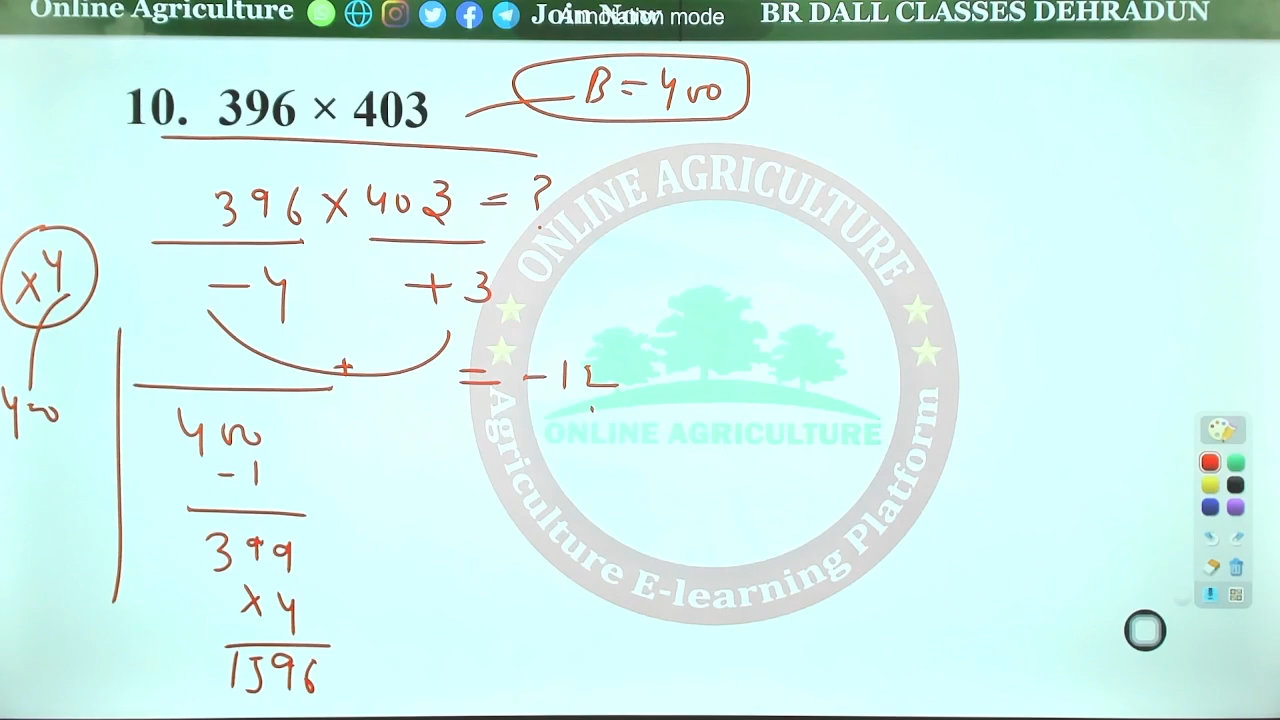 Online Agriculture Join Now BR DALL CLASSES DEHRADUN
Annotation mode
10. 396 × 403
B = 400
396 × 403 = ?
- 4 + 3
×4
+
= - 12
400
400
- 1
399
× 4
1596
ONLINE AGRICULTURE
ONLINE AGRICULTURE
Agriculture E-learning Platform